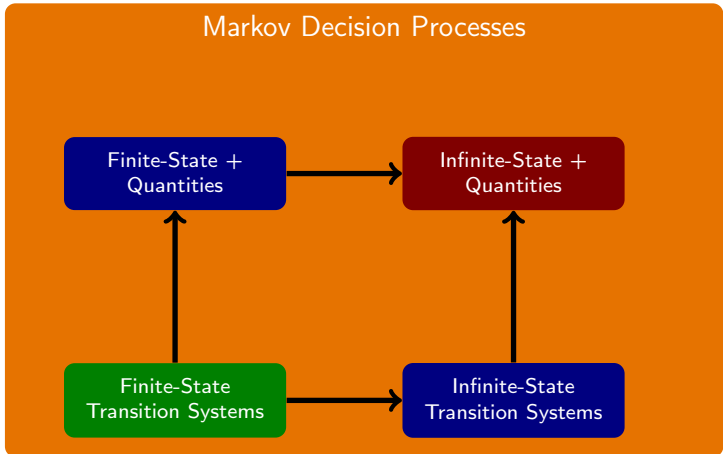 Markov Decision Processes
Finite-State +
Quantities
Infinite-State +
Quantities
Finite-State
Transition Systems
Infinite-State
Transition Systems